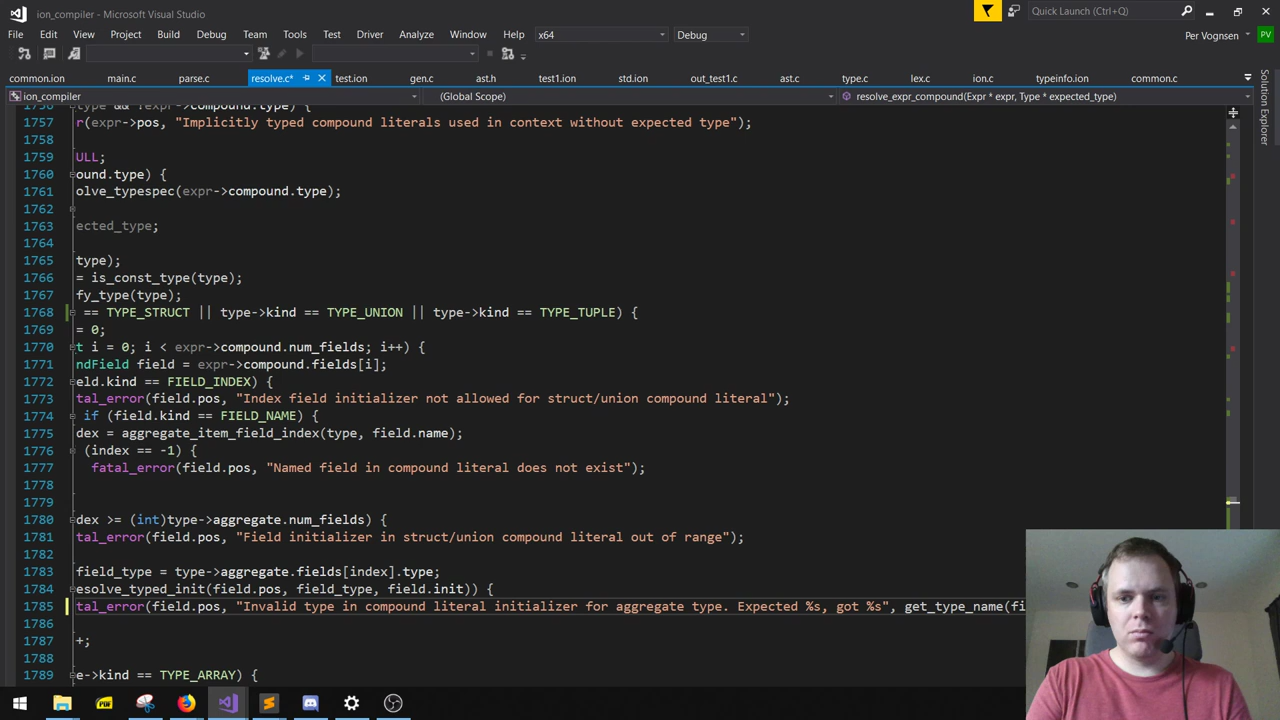 ion_compiler - Microsoft Visual Studio
Quick Launch (Ctrl+Q)
File Edit View Project Build Debug Team Tools Test Driver Analyze Window Help x64 Debug Per Vognsen PV
common.ion main.c parse.c resolve.c* test.ion gen.c ast.h test1.ion std.ion out_test1.c ast.c type.c lex.c ion.c typeinfo.ion common.c
ion_compiler (Global Scope) resolve_expr_compound(Expr * expr, Type * expected_type)
Solution Explorer
1757 r(expr->pos, "Implicitly typed compound literals used in context without expected type");
1758
1759 ULL;
1760 ound.type) {
1761 olve_typespec(expr->compound.type);
1762
1763 ected_type;
1764
1765 type);
1766 = is_const_type(type);
1767 fy_type(type);
1768 == TYPE_STRUCT || type->kind == TYPE_UNION || type->kind == TYPE_TUPLE) {
1769 = 0;
1770 t i = 0; i < expr->compound.num_fields; i++) {
1771 ndField field = expr->compound.fields[i];
1772 eld.kind == FIELD_INDEX) {
1773 tal_error(field.pos, "Index field initializer not allowed for struct/union compound literal");
1774 if (field.kind == FIELD_NAME) {
1775 dex = aggregate_item_field_index(type, field.name);
1776 (index == -1) {
1777 fatal_error(field.pos, "Named field in compound literal does not exist");
1778
1779
1780 dex >= (int)type->aggregate.num_fields) {
1781 tal_error(field.pos, "Field initializer in struct/union compound literal out of range");
1782
1783 field_type = type->aggregate.fields[index].type;
1784 esolve_typed_init(field.pos, field_type, field.init)) {
1785 tal_error(field.pos, "Invalid type in compound literal initializer for aggregate type. Expected %s, got %s", get_type_name(fi
1786
1787 +;
1788
1789 e->kind == TYPE_ARRAY) {